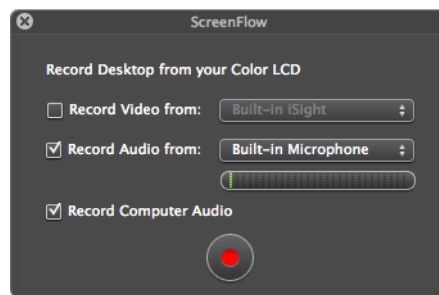 ScreenFlow
Record Desktop from your Color LCD
Record Video from: Built-in iSight
Record Audio from: Built-in Microphone
Record Computer Audio